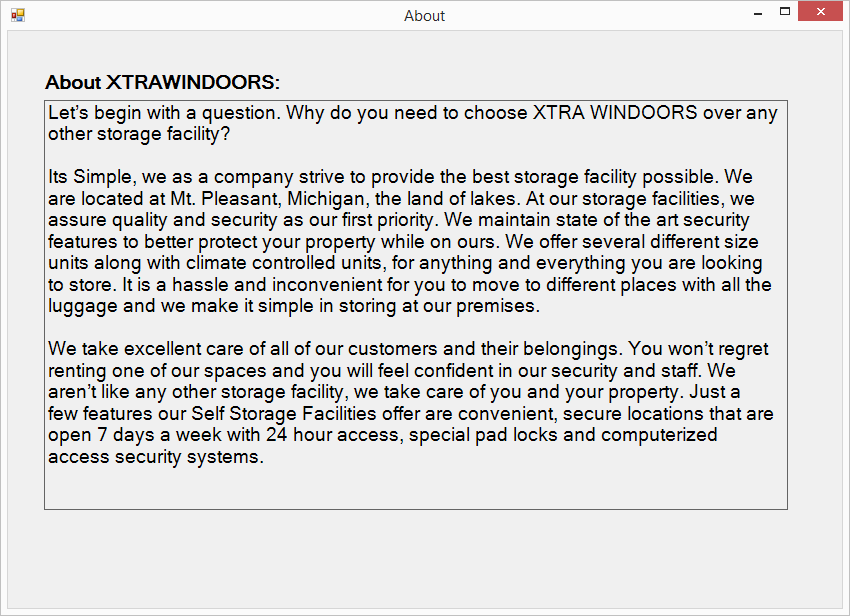 About
About XTRAWINDOORS:
Let’s begin with a question. Why do you need to choose XTRA WINDOORS over any
other storage facility?
Its Simple, we as a company strive to provide the best storage facility possible. We
are located at Mt. Pleasant, Michigan, the land of lakes. At our storage facilities, we
assure quality and security as our first priority. We maintain state of the art security
features to better protect your property while on ours. We offer several different size
units along with climate controlled units, for anything and everything you are looking
to store. It is a hassle and inconvenient for you to move to different places with all the
luggage and we make it simple in storing at our premises.
We take excellent care of all of our customers and their belongings. You won’t regret
renting one of our spaces and you will feel confident in our security and staff. We
aren’t like any other storage facility, we take care of you and your property. Just a
few features our Self Storage Facilities offer are convenient, secure locations that are
open 7 days a week with 24 hour access, special pad locks and computerized
access security systems.